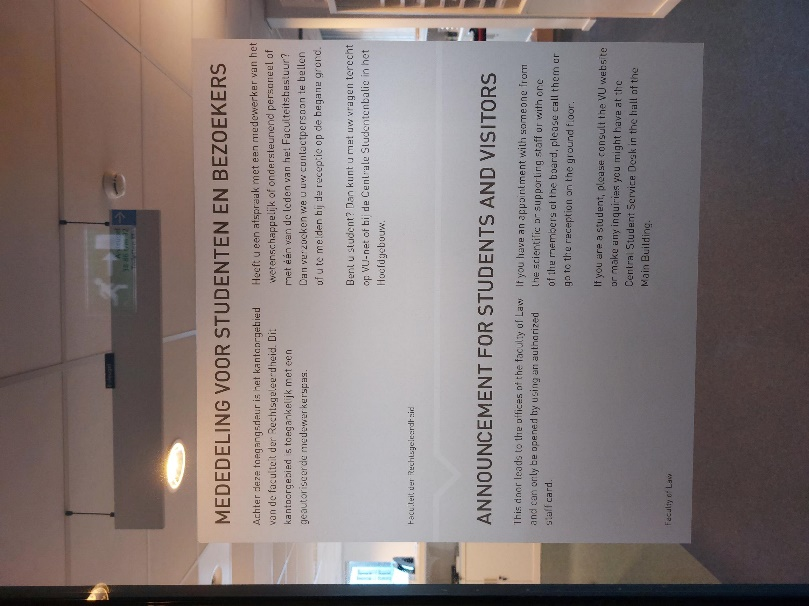 MEDEDELING VOOR STUDENTEN EN BEZOEKERS
Achter deze toegangsdeur is het kantoorgebied
van de faculteit der Rechtsgeleerdheid. Dit
kantoorgebied is toegankelijk met een
geautoriseerde medewerkerspas.
Heeft u een afspraak met een medewerker van het
wetenschappelijk of ondersteunend personeel of
met één van de leden van het Faculteitsbestuur?
Dan verzoeken we u uw contactpersoon te bellen
of u te melden bij de receptie op de begane grond.
Bent u student? Dan kunt u met uw vragen terecht
op VU-net of bij de Centrale Studentenbalie in het
Hoofdgebouw.
Faculteit der Rechtsgeleerdheid
ANNOUNCEMENT FOR STUDENTS AND VISITORS
This door leads to the offices of the faculty of Law
and can only be opened by using an authorized
staff card.
If you have an appointment with someone from
the scientific or supporting staff or with one
of the members of the board, please call them or
go to the reception on the ground floor.
If you are a student, please consult the VU website
or make any inquiries you might have at the
Central Student Service Desk in the hall of the
Main Building.
Faculty of Law